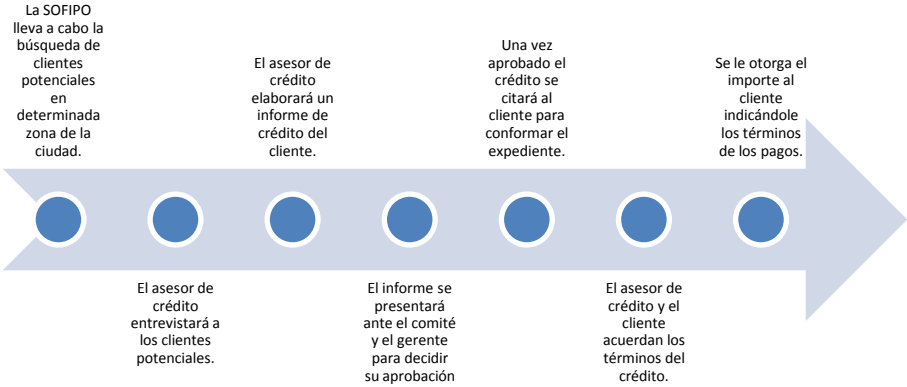 La SOFIPO
lleva a cabo la
búsqueda de
clientes
potenciales
en
determinada
zona de la
ciudad.
El asesor de
crédito
entrevistará a
los clientes
potenciales.
El asesor de
crédito
elaborará un
informe de
crédito del
cliente.
El informe se
presentará
ante el comité
y el gerente
para decidir
su aprobación
Una vez
aprobado el
crédito se
citará al
cliente para
conformar el
expediente.
El asesor de
crédito y el
cliente
acuerdan los
términos del
crédito.
Se le otorga el
importe al
cliente
indicándole
los términos
de los pagos.